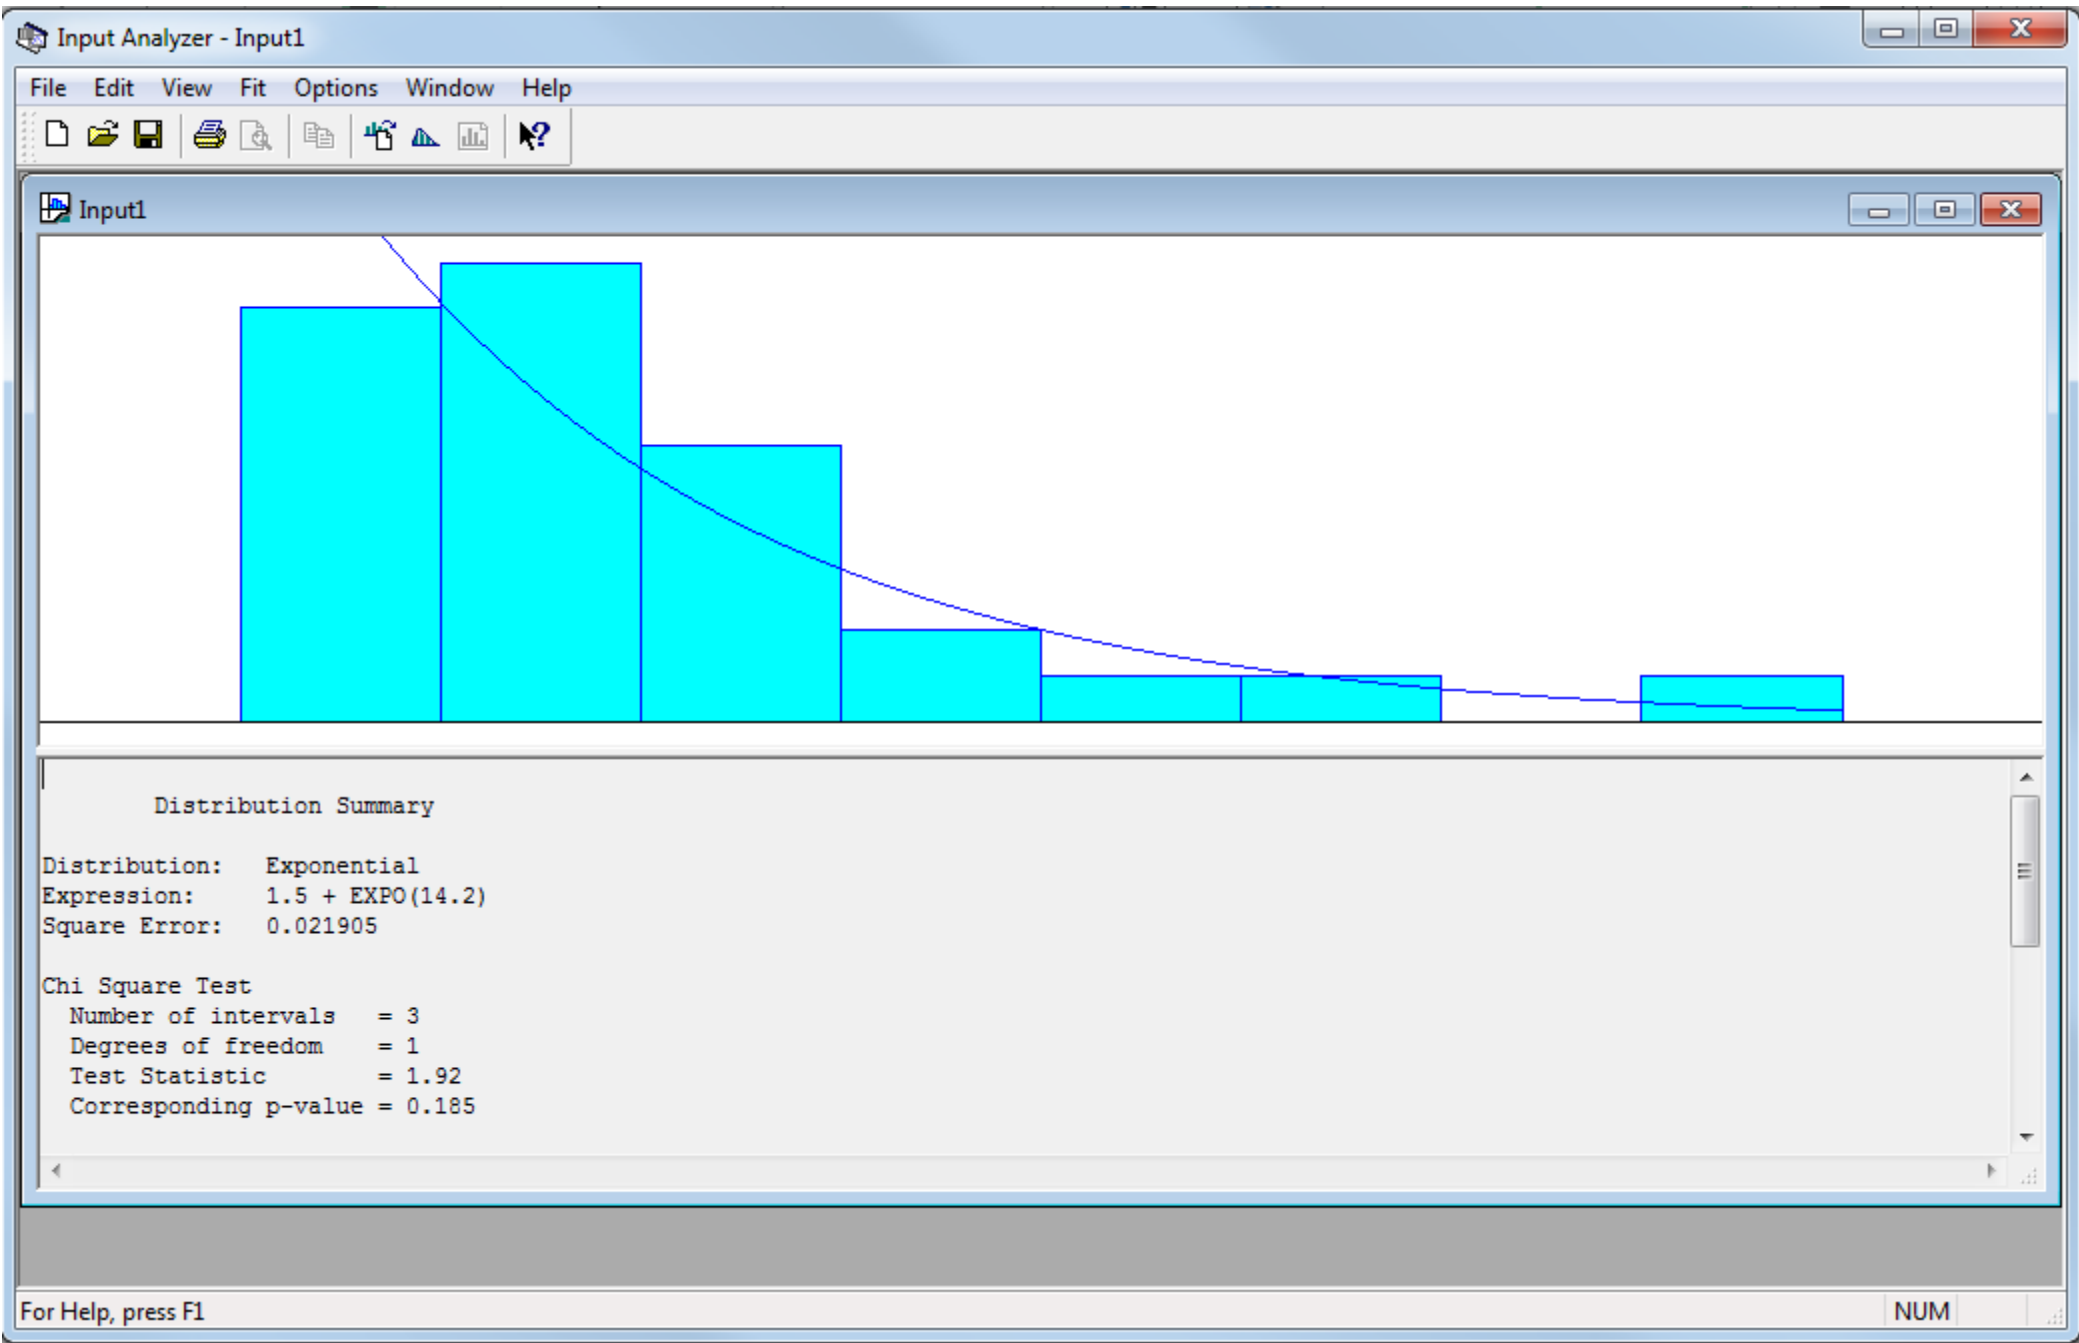 Input Analyzer - Input1
File Edit View Fit Options Window Help
Input1
Distribution Summary
Distribution: Exponential
Expression: 1.5 + EXPO(14.2)
Square Error: 0.021905
Chi Square Test
Number of intervals = 3
Degrees of freedom = 1
Test Statistic = 1.92
Corresponding p-value = 0.185
For Help, press F1
NUM